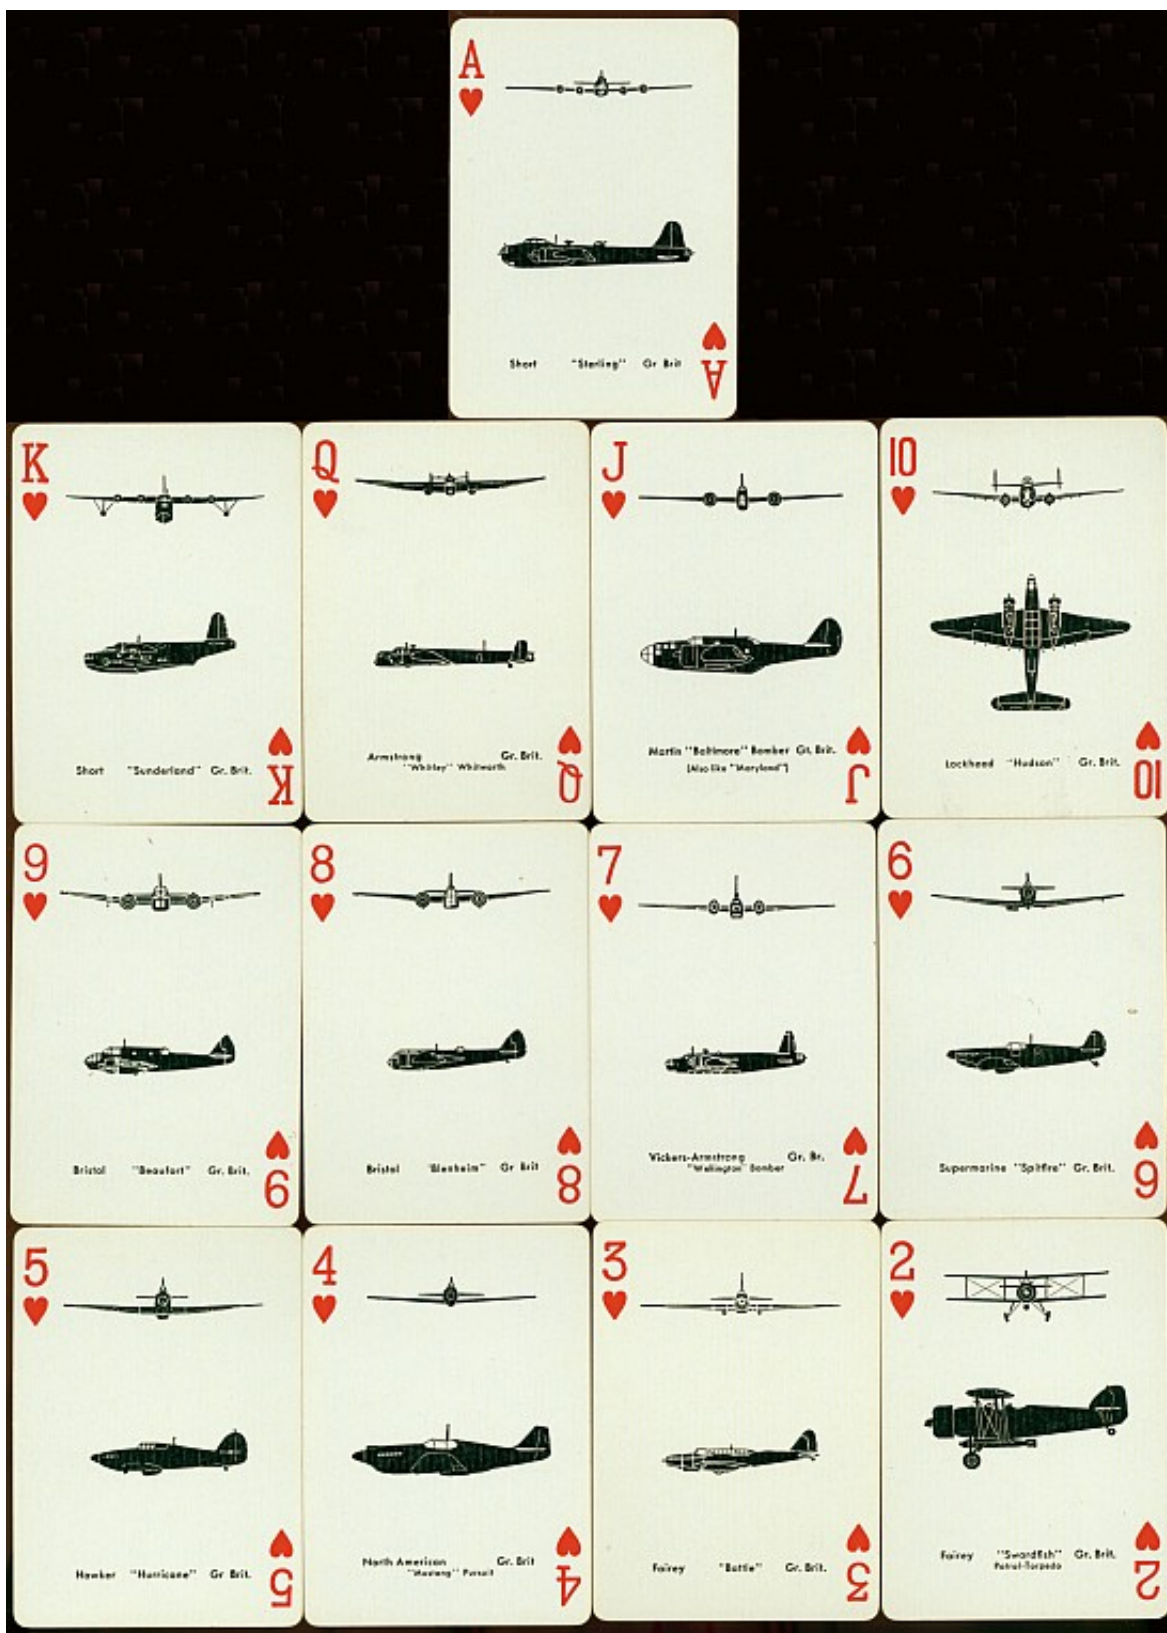 A
Short "Sterling" Gr Brit
A
K
Short "Sunderland" Gr. Brit.
K
Q
Armstrong Gr. Brit.
"Whitley" Whitworth
Q
J
Martin "Baltimore" Bomber Gt. Brit.
(Also like "Maryland")
J
10
Lockheed "Hudson" Gr. Brit.
10
9
Bristol "Beaufort" Gr. Brit.
9
8
Bristol "Blenheim" Gr Brit
8
7
Vickers-Armstrong Gr. Br.
"Wellington" Bomber
7
6
Supermarine "Spitfire" Gr. Brit.
6
5
Hawker "Hurricane" Gr Brit.
5
4
North American Gr. Brit
"Mustang" Pursuit
4
3
Fairey "Battle" Gr. Brit.
3
2
Fairey "Swordfish" Gr. Brit.
Patrol-Torpedo
2